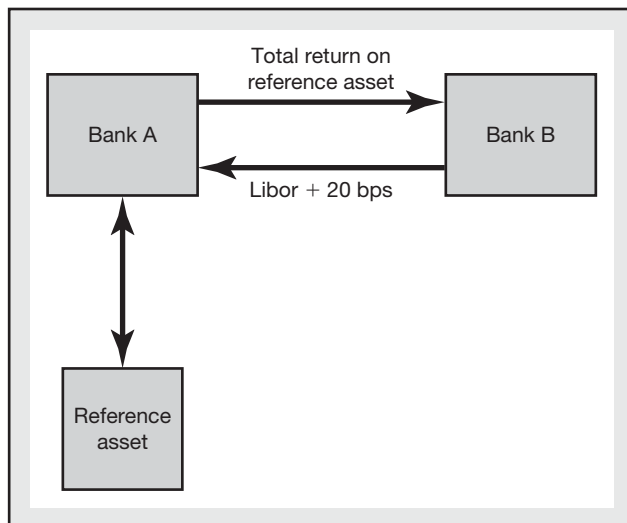 Total return on
reference asset
Bank A
Bank B
Libor + 20 bps
Reference
asset